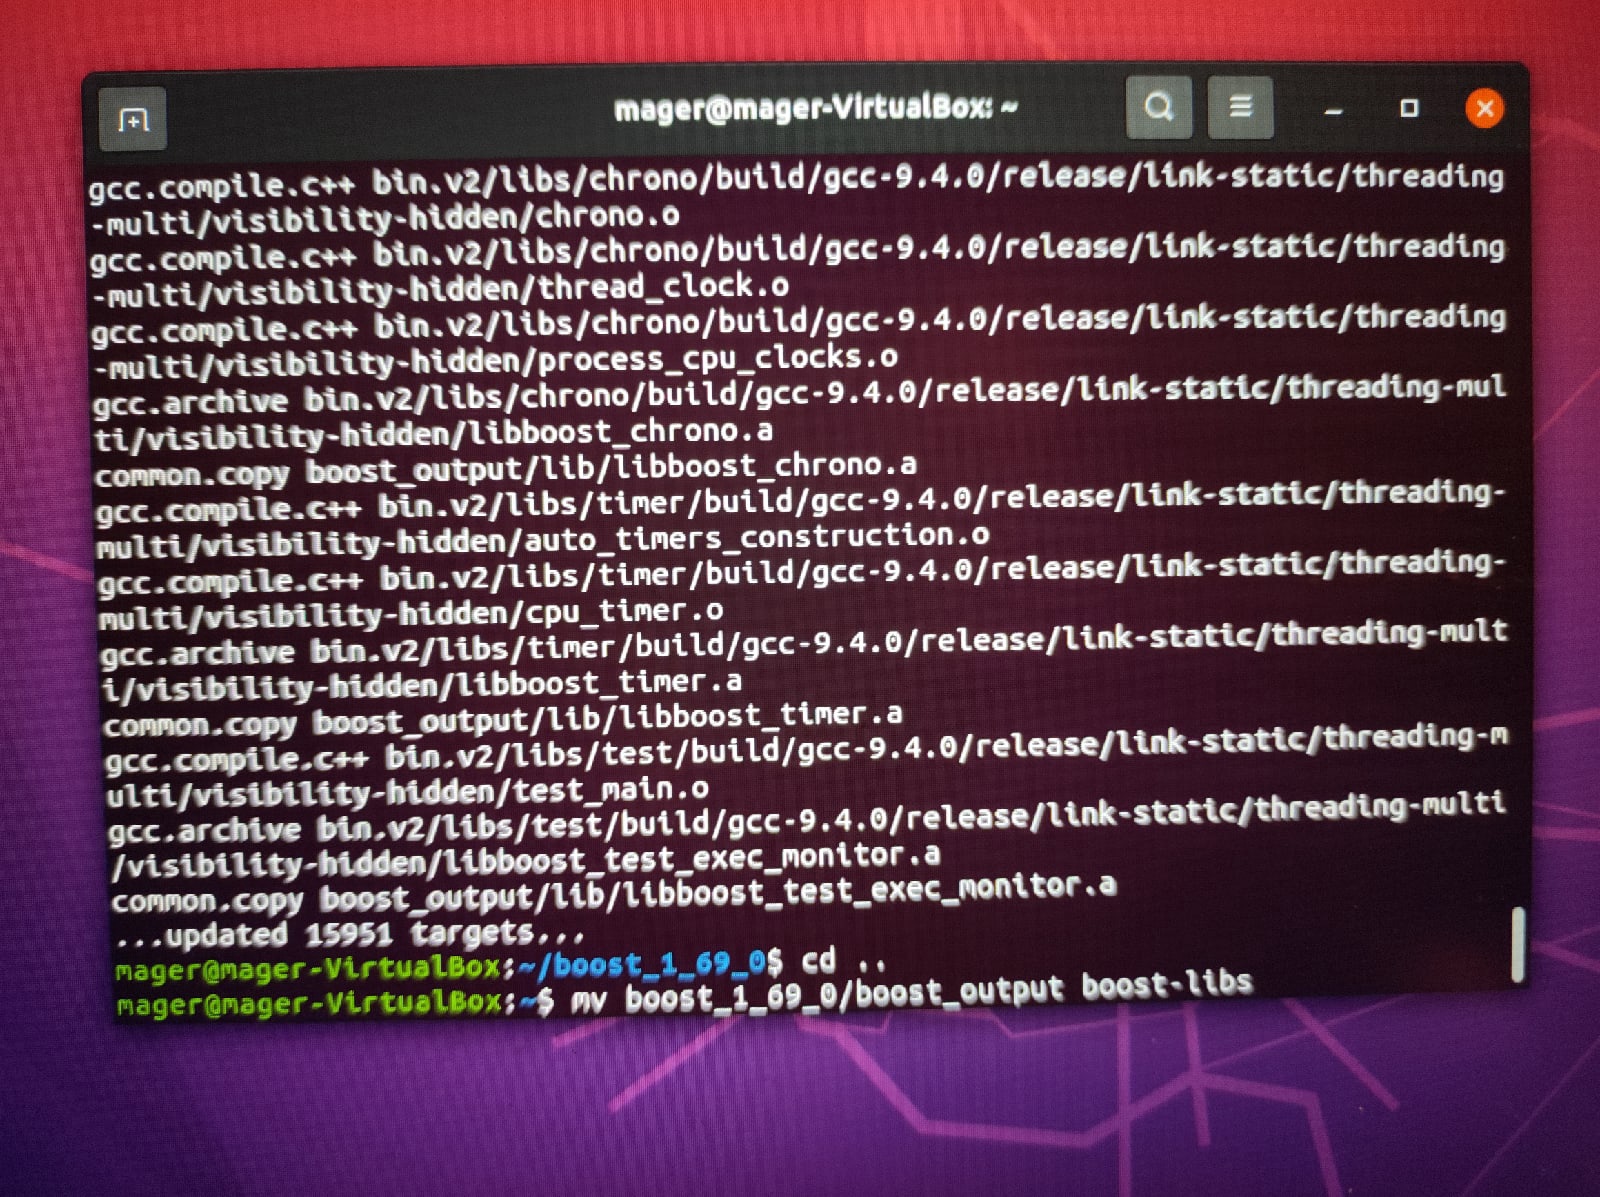 mager@mager-VirtualBox: ~
gcc.compile.c++ bin.v2/libs/chrono/build/gcc-9.4.0/release/link-static/threading
-multi/visibility-hidden/chrono.o
gcc.compile.c++ bin.v2/libs/chrono/build/gcc-9.4.0/release/link-static/threading
-multi/visibility-hidden/thread_clock.o
gcc.compile.c++ bin.v2/libs/chrono/build/gcc-9.4.0/release/link-static/threading
-multi/visibility-hidden/process_cpu_clocks.o
gcc.archive bin.v2/libs/chrono/build/gcc-9.4.0/release/link-static/threading-mul
ti/visibility-hidden/libboost_chrono.a
common.copy boost_output/lib/libboost_chrono.a
gcc.compile.c++ bin.v2/libs/timer/build/gcc-9.4.0/release/link-static/threading-
multi/visibility-hidden/auto_timers_construction.o
gcc.compile.c++ bin.v2/libs/timer/build/gcc-9.4.0/release/link-static/threading-
multi/visibility-hidden/cpu_timer.o
gcc.archive bin.v2/libs/timer/build/gcc-9.4.0/release/link-static/threading-mult
i/visibility-hidden/libboost_timer.a
common.copy boost_output/lib/libboost_timer.a
gcc.compile.c++ bin.v2/libs/test/build/gcc-9.4.0/release/link-static/threading-m
ulti/visibility-hidden/test_main.o
gcc.archive bin.v2/libs/test/build/gcc-9.4.0/release/link-static/threading-multi
/visibility-hidden/libboost_test_exec_monitor.a
common.copy boost_output/lib/libboost_test_exec_monitor.a
...updated 15951 targets...
mager@mager-VirtualBox:~/boost_1_69_0$ cd ..
mager@mager-VirtualBox:~$ mv boost_1_69_0/boost_output boost-libs